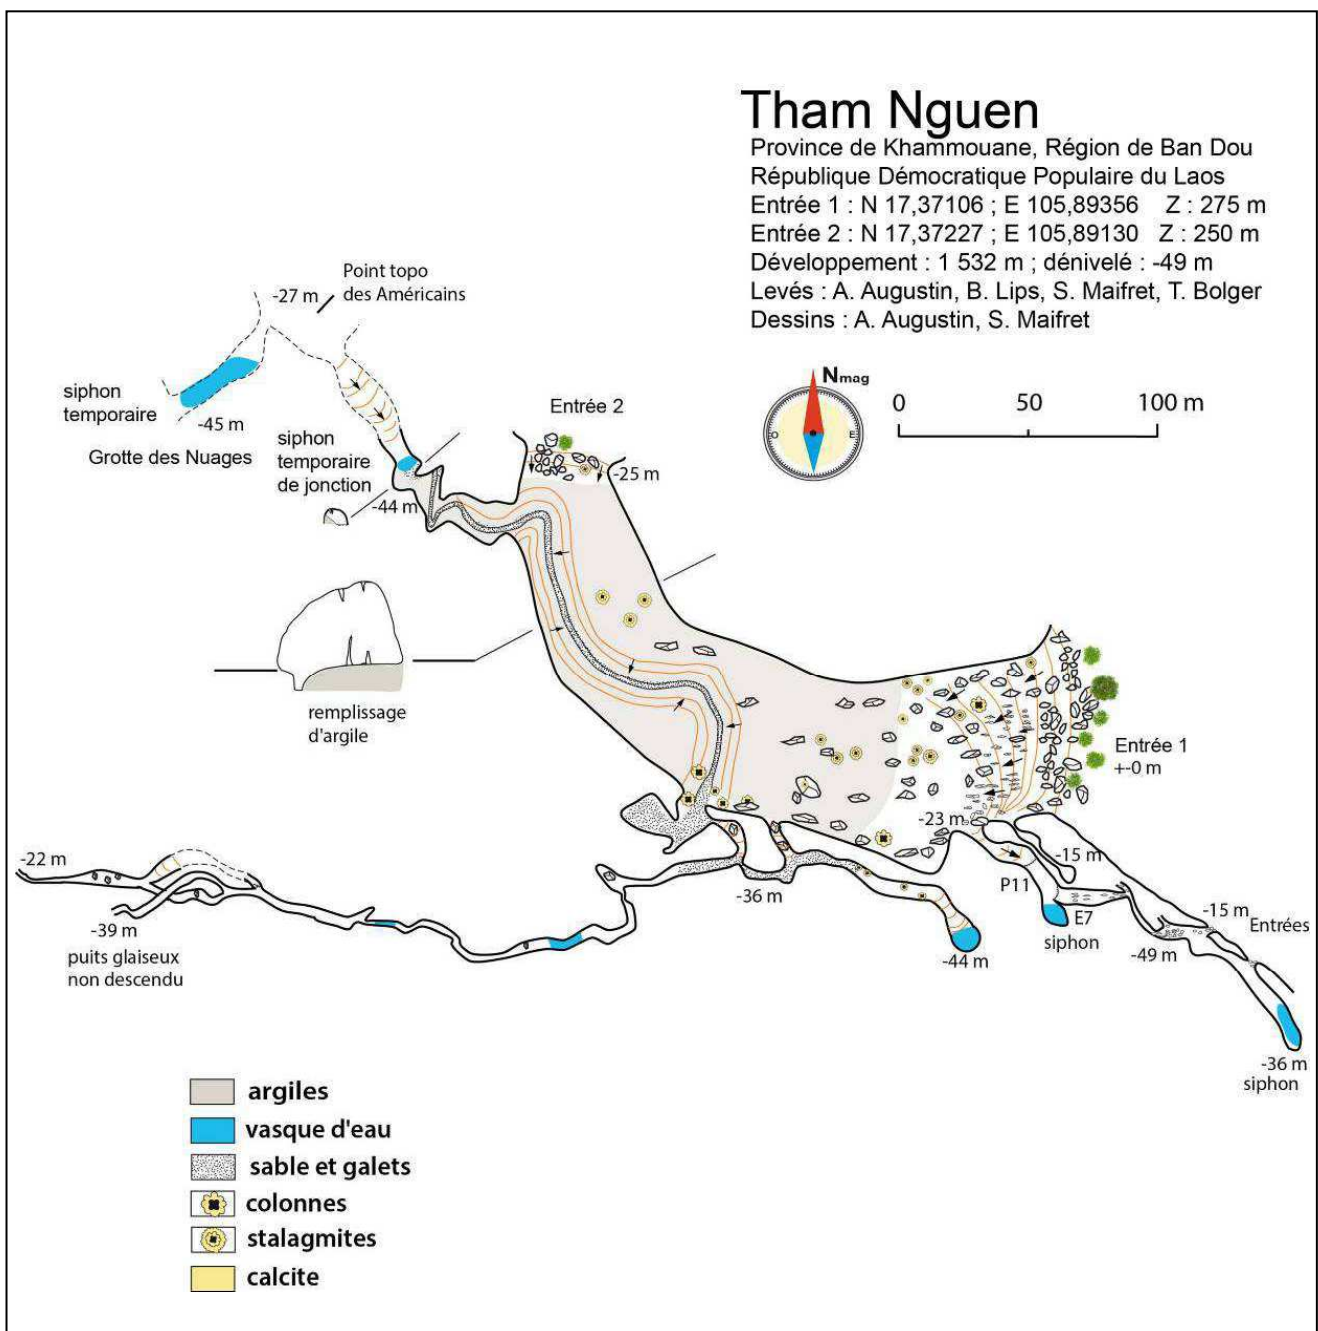 Tham Nguen
Province de Khammouane, Région de Ban Dou
République Démocratique Populaire du Laos
Entrée 1 : N 17,37106 ; E 105,89356 Z : 275 m
Entrée 2 : N 17,37227 ; E 105,89130 Z : 250 m
Développement : 1 532 m ; dénivelé : -49 m
Levés : A. Augustin, B. Lips, S. Maifret, T. Bolger
Dessins : A. Augustin, S. Maifret
Point topo
des Américains
-27 m
siphon
temporaire
-45 m
Grotte des Nuages
siphon
temporaire
de jonction
-44 m
Entrée 2
-25 m
Nmag
O
E
0
50
100 m
remplissage
d'argile
Entrée 1
+-0 m
-23 m
-15 m
P11
E7
siphon
-15 m
Entrées
-49 m
-36 m
siphon
-44 m
-36 m
-22 m
-39 m
puits glaiseux
non descendu
argiles
vasque d'eau
sable et galets
colonnes
stalagmites
calcite